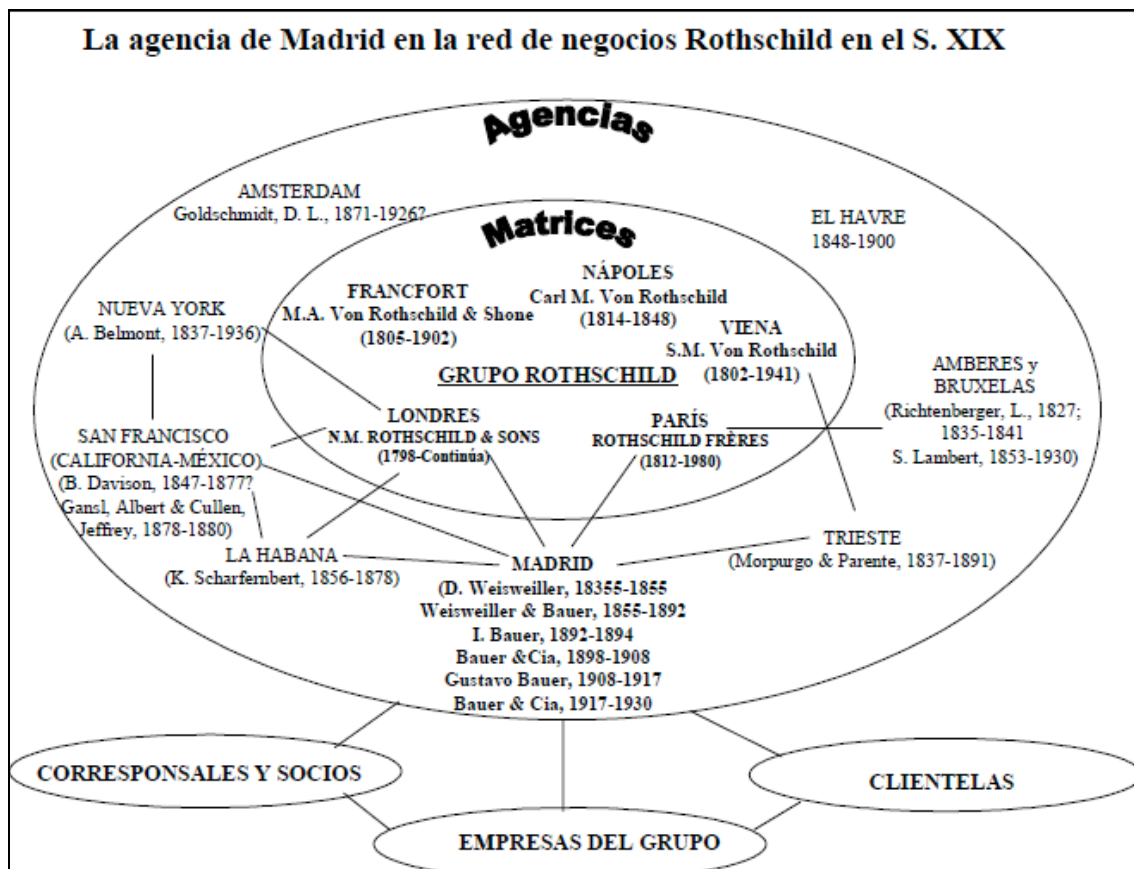 La agencia de Madrid en la red de negocios Rothschild en el S. XIX
Agencias
AMSTERDAM
Goldschmidt, D. L., 1871-1926?
EL HAVRE
1848-1900
Matrices
NÁPOLES
Carl M. Von Rothschild
(1814-1848)
FRANCFORT
M.A. Von Rothschild & Shone
(1805-1902)
VIENA
S.M. Von Rothschild
(1802-1941)
NUEVA YORK
(A. Belmont, 1837-1936)
GRUPO ROTHSCHILD
AMBERES y
BRUXELAS
(Richtenberger, L., 1827;
1835-1841
S. Lambert, 1853-1930)
LONDRES
N.M. ROTHSCHILD & SONS
(1798-Continúa)
PARÍS
ROTHSCHILD FRÈRES
(1812-1980)
SAN FRANCISCO
(CALIFORNIA-MÉXICO)
(B. Davison, 1847-1877?
Gansl, Albert & Cullen,
Jeffrey, 1878-1880)
LA HABANA
(K. Scharfernbert, 1856-1878)
TRIESTE
(Morpurgo & Parente, 1837-1891)
MADRID
(D. Weisweiller, 18355-1855
Weisweiller & Bauer, 1855-1892
I. Bauer, 1892-1894
Bauer &Cia, 1898-1908
Gustavo Bauer, 1908-1917
Bauer & Cia, 1917-1930
CORRESPONSALES Y SOCIOS
CLIENTELAS
EMPRESAS DEL GRUPO